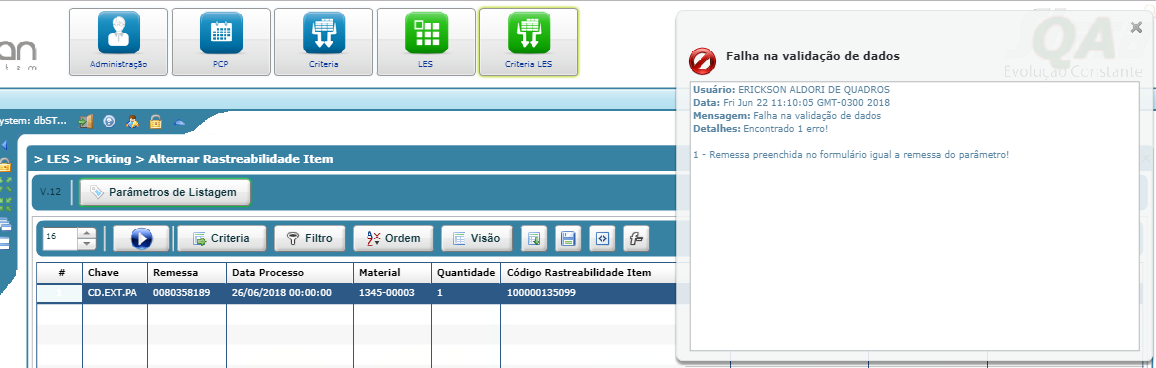 an
tem
Administração
PCP
Criteria
LES
Criteria LES
ystem: dbST...
> LES > Picking > Alternar Rastreabilidade Item
V.12
Parâmetros de Listagem
16
Criteria
Filtro
Ordem
Visão
# Chave Remessa Data Processo Material Quantidade Código Rastreabilidade Item
CD.EXT.PA 0080358189 26/06/2018 00:00:00 1345-00003 1 100000135099
QA
Evolução Constante
Falha na validação de dados
Usuário: ERICKSON ALDORI DE QUADROS
Data: Fri Jun 22 11:10:05 GMT-0300 2018
Mensagem: Falha na validação de dados
Detalhes: Encontrado 1 erro!
1 - Remessa preenchida no formulário igual a remessa do parâmetro!